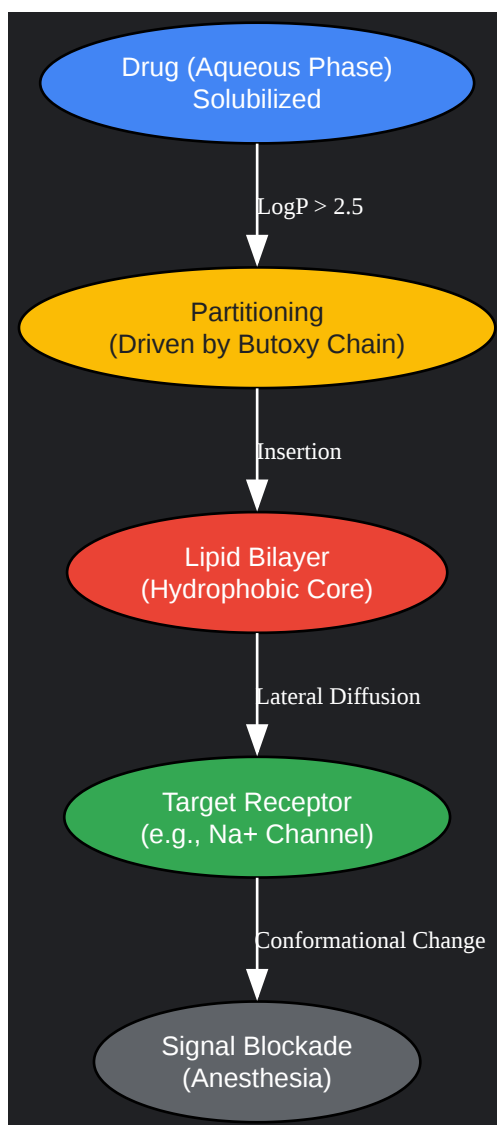 Drug (Aqueous Phase)
Solubilized
LogP > 2.5
Partitioning
(Driven by Butoxy Chain)
Insertion
Lipid Bilayer
(Hydrophobic Core)
Lateral Diffusion
Target Receptor
(e.g., Na+ Channel)
Conformational Change
Signal Blockade
(Anesthesia)